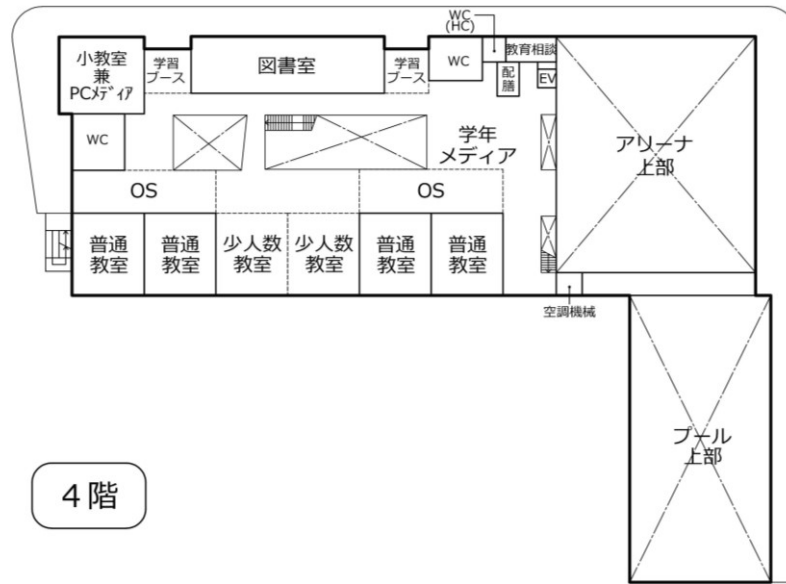 WC
(HC)
小教室
兼
PCﾒﾃﾞｨｱ
学習
ブース
図書室
学習
ブース
WC
教育相談
配
膳
EV
WC
学年
メディア
アリーナ
上部
OS
OS
普通
教室
普通
教室
少人数
教室
少人数
教室
普通
教室
普通
教室
空調機械
プール
上部
4階